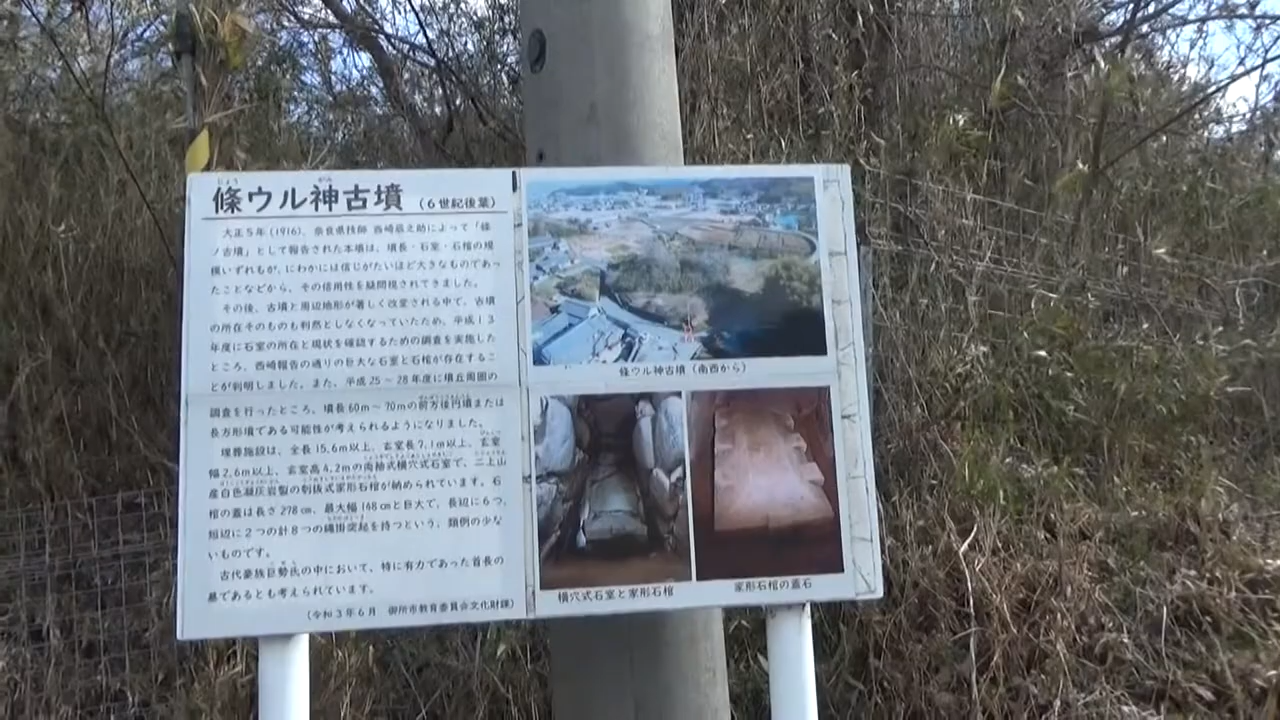 じょう がみ
條ウル神古墳 (6世紀後葉)
大正5年(1916)、奈良県技師 西崎辰之助によって「條
ノ古墳」として報告された本墳は、墳長・石室・石棺の規
模いずれもが、にわかには信じがたいほど大きなものであっ
たことなどから、その信用性を疑問視されてきました。
その後、古墳と周辺地形が著しく改変される中で、古墳
の所在そのものも判然としなくなっていたため、平成13
年度に石室の所在と現状を確認するための調査を実施した
ところ、西崎報告の通りの巨大な石室と石棺が存在するこ
とが判明しました。また、平成25～28年度に墳丘周囲の
調査を行ったところ、墳長60m～70mの前方後円墳または
長方形墳である可能性が考えられるようになりました。
埋葬施設は、全長15.6m以上、玄室長7.1m以上、玄室
幅2.6m以上、玄室高4.2mの両袖式横穴式石室で、二上山
産白色凝灰岩製の刳抜式家形石棺が納められています。石
棺の蓋は長さ278㎝、最大幅168㎝と巨大で、長辺に6つ、
短辺に2つの計8つの縄掛突起を持つという、類例の少な
いものです。
古代豪族巨勢氏の中において、特に有力であった首長の
墓であるとも考えられています。
(令和3年6月 御所市教育委員会文化財課)
條ウル神古墳(南西から)
横穴式石室と家形石棺
家形石棺の蓋石